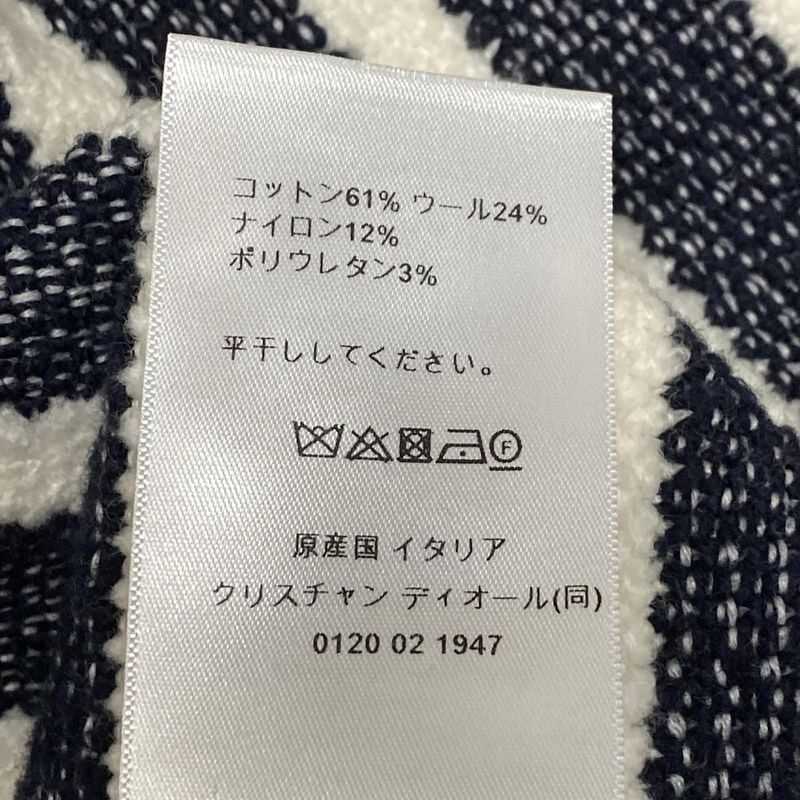 コットン61% ウール24%
ナイロン12%
ポリウレタン3%
平干ししてください。
F
原産国 イタリア
クリスチャン ディオール(同)
0120 02 1947